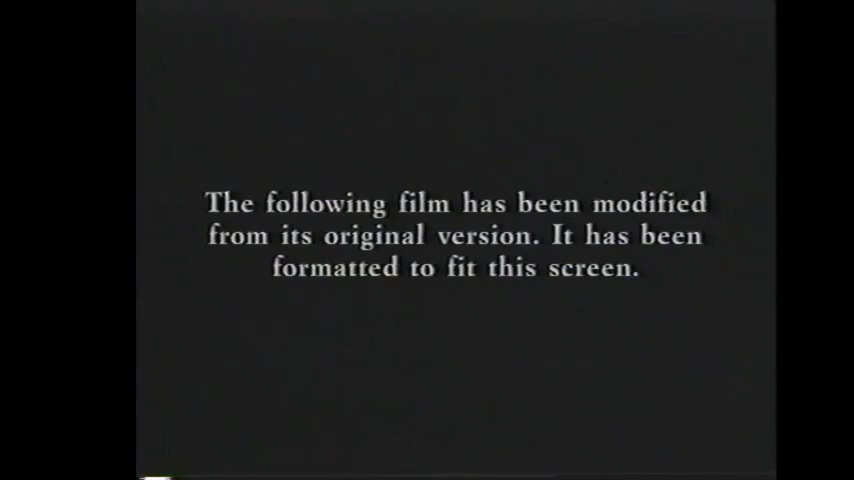 The following film has been modified
from its original version. It has been
formatted to fit this screen.